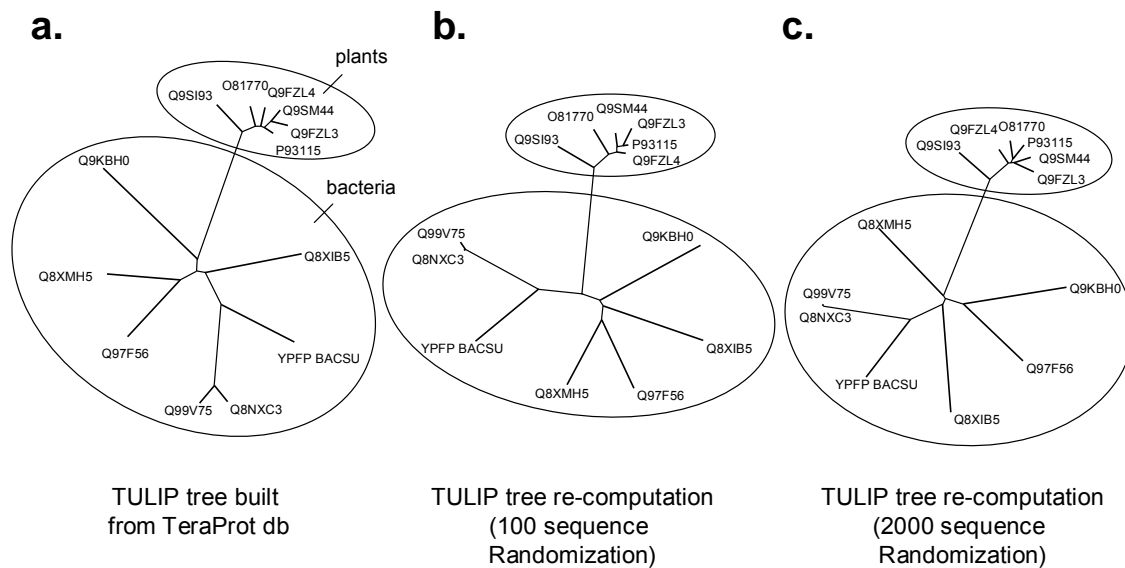 a.
plants
Q9SI93
O81770
Q9FZL4
Q9SM44
Q9FZL3
P93115
Q9KBH0
bacteria
Q8XMH5
Q8XIB5
Q97F56
YPFP BACSU
Q99V75
Q8NXC3
TULIP tree built
from TeraProt db
b.
Q9SM44
O81770
Q9FZL3
Q9SI93
P93115
Q9FZL4
Q99V75
Q8NXC3
Q9KBH0
YPFP BACSU
Q8XIB5
Q8XMH5
Q97F56
TULIP tree re-computation
(100 sequence
Randomization)
c.
Q9FZL4
O81770
P93115
Q9SI93
Q9SM44
Q9FZL3
Q8XMH5
Q99V75
Q8NXC3
Q9KBH0
YPFP BACSU
Q97F56
Q8XIB5
TULIP tree re-computation
(2000 sequence
Randomization)